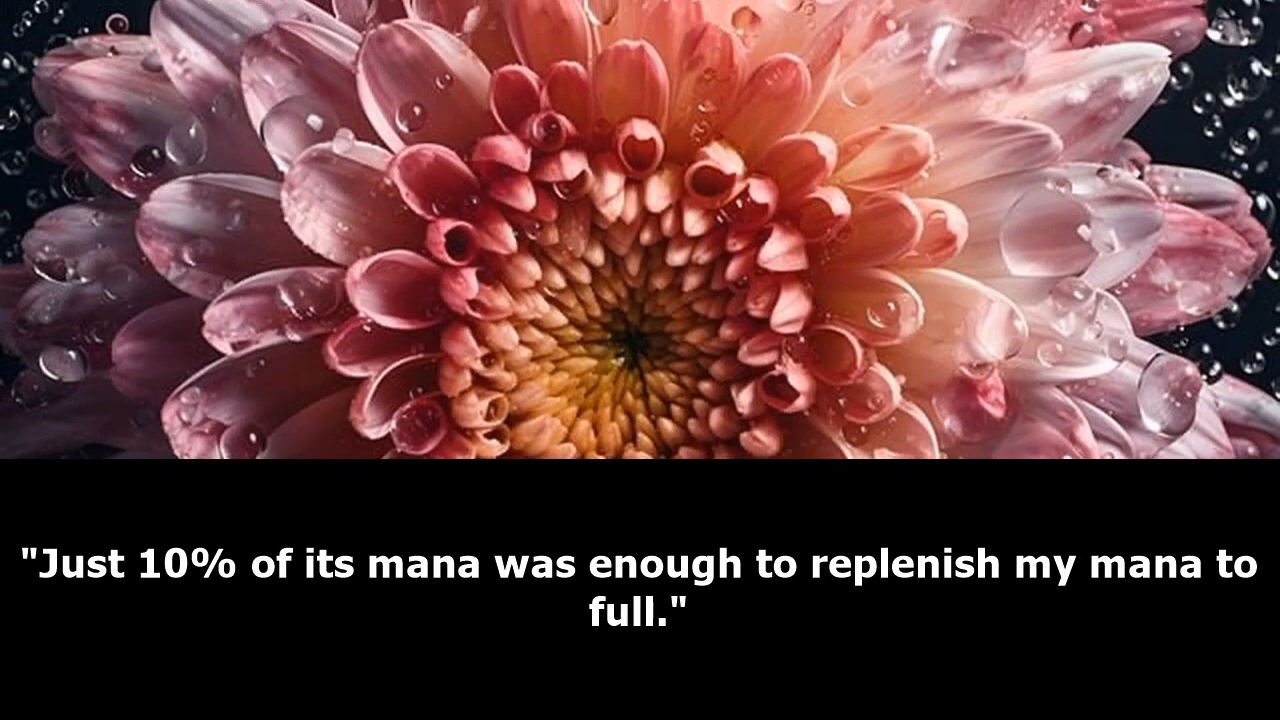 "Just 10% of its mana was enough to replenish my mana to
full."